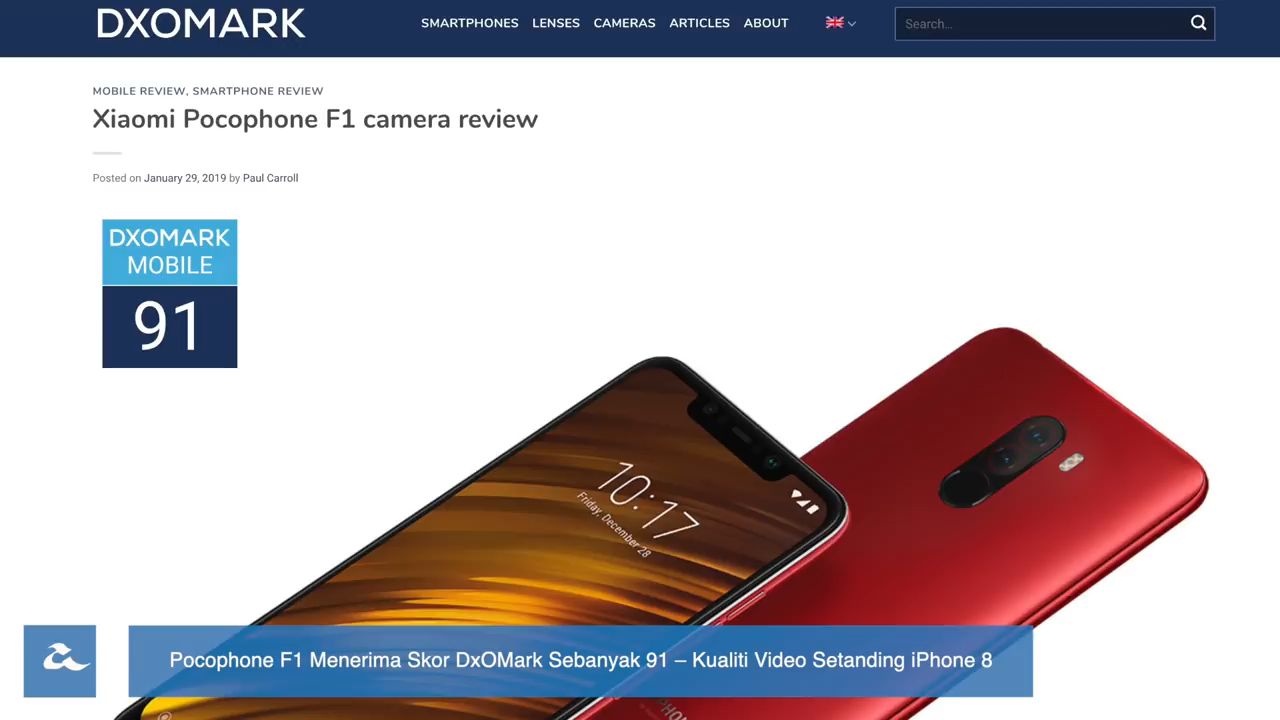 DXOMARK
SMARTPHONES LENSES CAMERAS ARTICLES ABOUT
Search...
MOBILE REVIEW, SMARTPHONE REVIEW
Xiaomi Pocophone F1 camera review
Posted on January 29, 2019 by Paul Carroll
DXOMARK
MOBILE
91
10:17
Friday, December 28
Pocophone F1 Menerima Skor DxOMark Sebanyak 91 – Kualiti Video Setanding iPhone 8